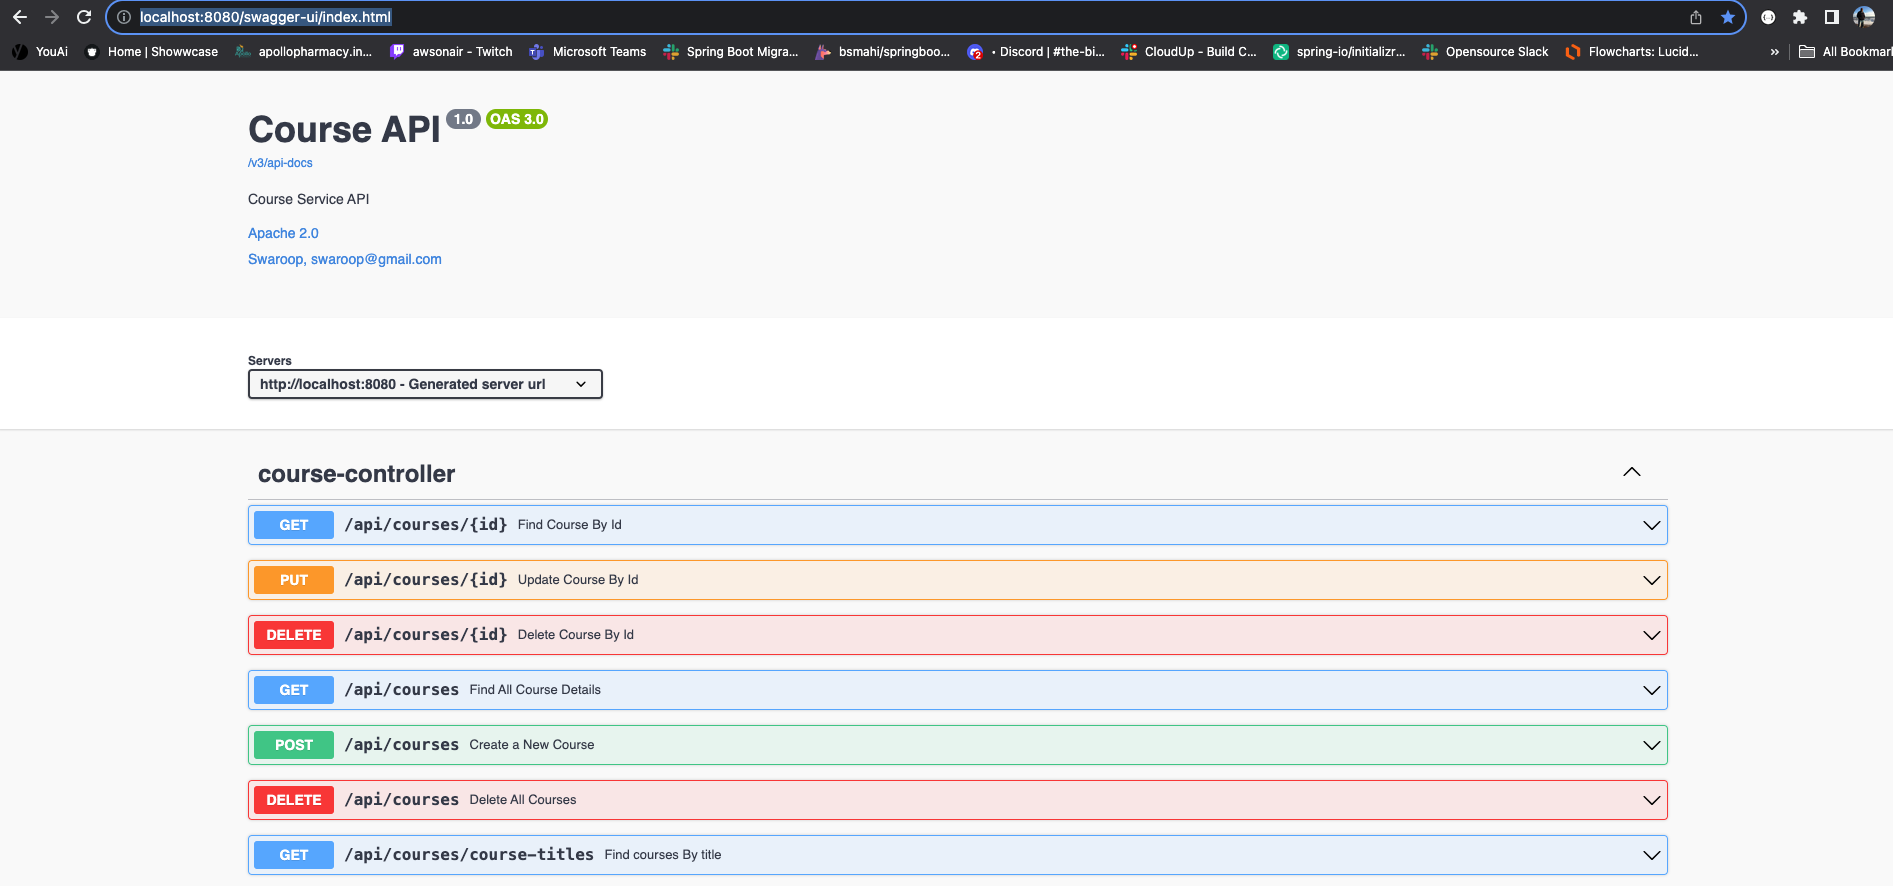 localhost:8080/swagger-ui/index.html
YouAi Home | Showwcase apollopharmacy.in... awsonair - Twitch Microsoft Teams Spring Boot Migra... bsmahi/springboo... • Discord | #the-bi... CloudUp - Build C... spring-io/initializr... Opensource Slack Flowcharts: Lucid... » All Bookmar
Course API 1.0 OAS 3.0
/v3/api-docs
Course Service API
Apache 2.0
Swaroop, swaroop@gmail.com
Servers
http://localhost:8080 - Generated server url
course-controller
GET /api/courses/{id} Find Course By Id
PUT /api/courses/{id} Update Course By Id
DELETE /api/courses/{id} Delete Course By Id
GET /api/courses Find All Course Details
POST /api/courses Create a New Course
DELETE /api/courses Delete All Courses
GET /api/courses/course-titles Find courses By title